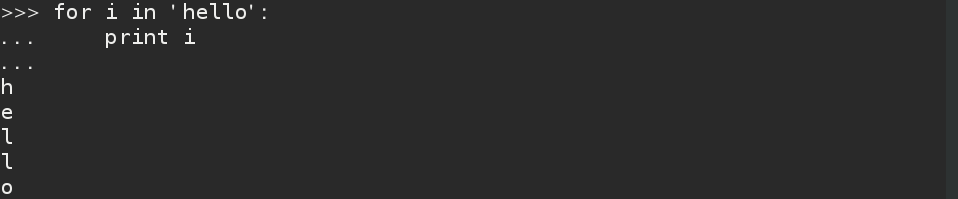 >>> for i in 'hello':
...     print i
...
h
e
l
l
o